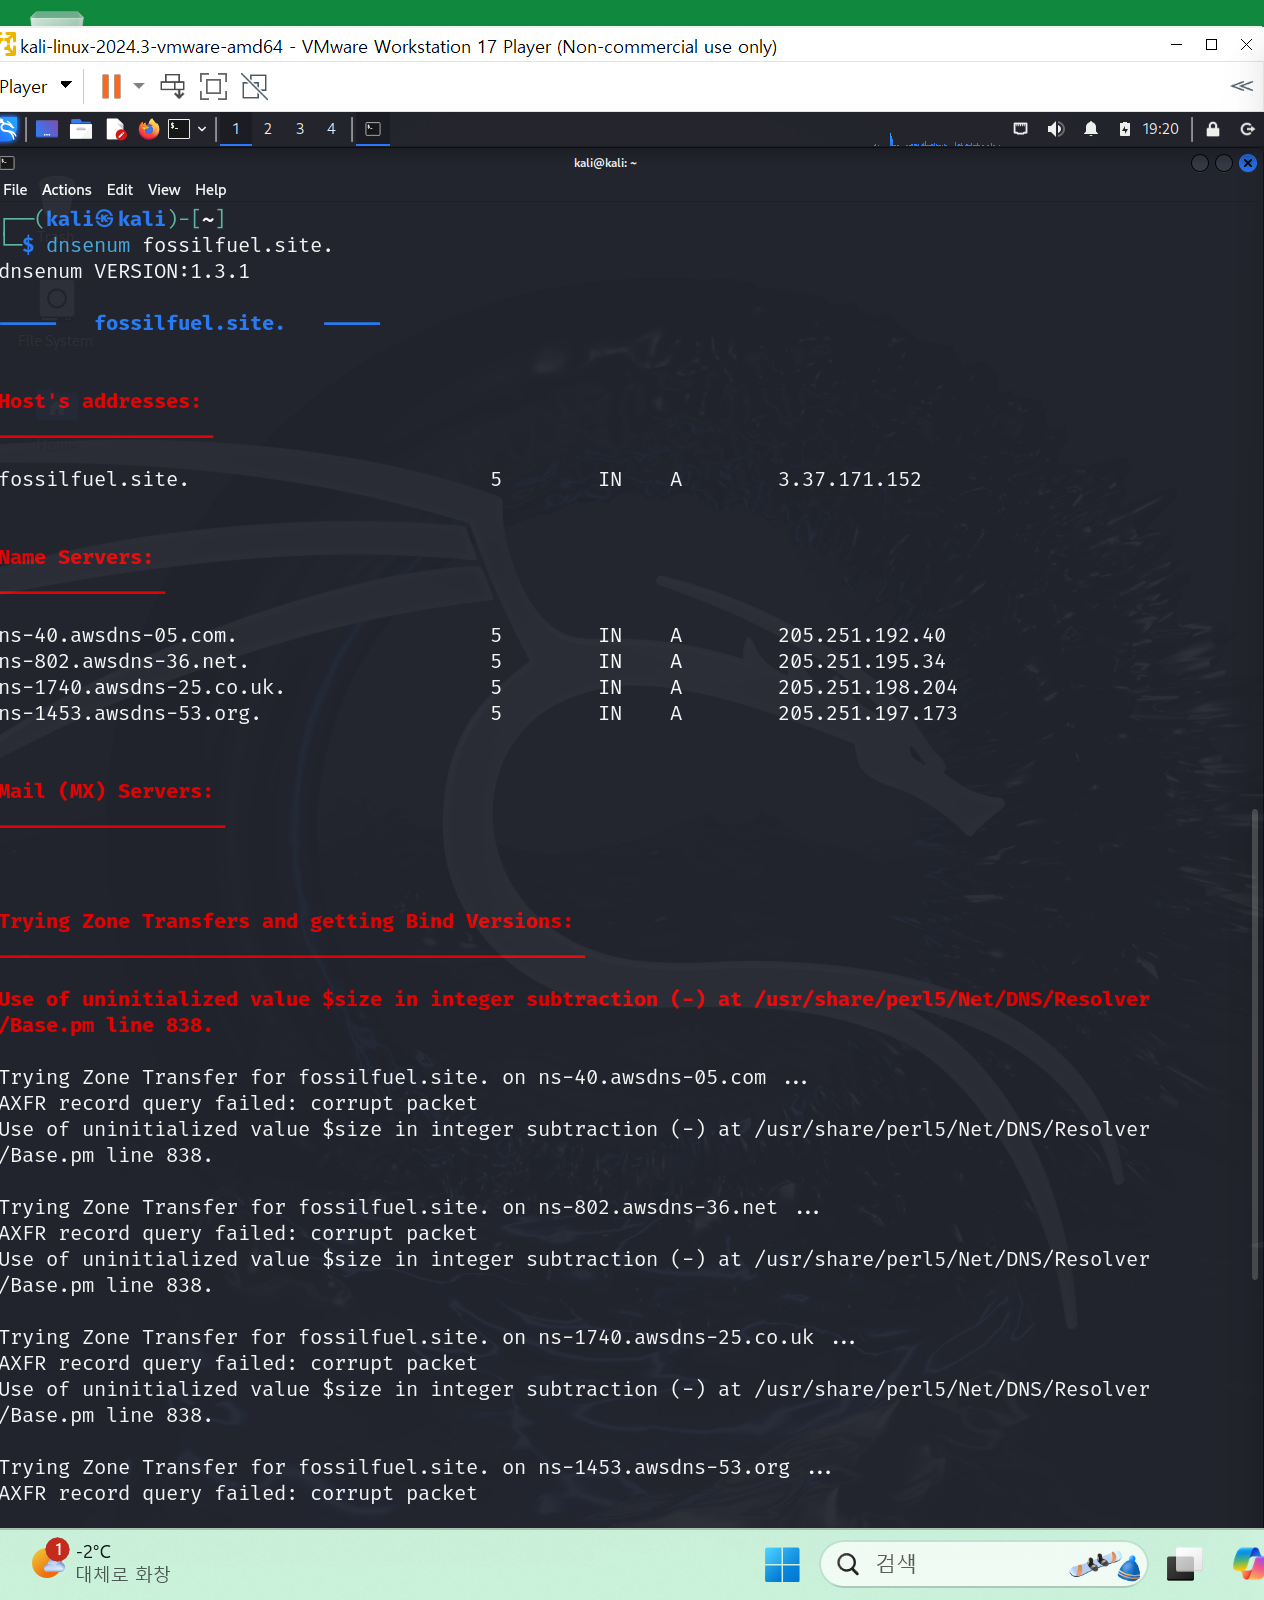 kali-linux-2024.3-vmware-amd64 - VMware Workstation 17 Player (Non-commercial use only)
Player
1 2 3 4
19:20
kali@kali: ~
File Actions Edit View Help
┌──(kali㉿kali)-[~]
└─$ dnsenum fossilfuel.site.
dnsenum VERSION:1.3.1
-----   fossilfuel.site.   -----
File System
Host's addresses:
fossilfuel.site. 5 IN A 3.37.171.152
Name Servers:
ns-40.awsdns-05.com. 5 IN A 205.251.192.40
ns-802.awsdns-36.net. 5 IN A 205.251.195.34
ns-1740.awsdns-25.co.uk. 5 IN A 205.251.198.204
ns-1453.awsdns-53.org. 5 IN A 205.251.197.173
Mail (MX) Servers:
Trying Zone Transfers and getting Bind Versions:
Use of uninitialized value $size in integer subtraction (-) at /usr/share/perl5/Net/DNS/Resolver
/Base.pm line 838.
Trying Zone Transfer for fossilfuel.site. on ns-40.awsdns-05.com ...
AXFR record query failed: corrupt packet
Use of uninitialized value $size in integer subtraction (-) at /usr/share/perl5/Net/DNS/Resolver
/Base.pm line 838.
Trying Zone Transfer for fossilfuel.site. on ns-802.awsdns-36.net ...
AXFR record query failed: corrupt packet
Use of uninitialized value $size in integer subtraction (-) at /usr/share/perl5/Net/DNS/Resolver
/Base.pm line 838.
Trying Zone Transfer for fossilfuel.site. on ns-1740.awsdns-25.co.uk ...
AXFR record query failed: corrupt packet
Use of uninitialized value $size in integer subtraction (-) at /usr/share/perl5/Net/DNS/Resolver
/Base.pm line 838.
Trying Zone Transfer for fossilfuel.site. on ns-1453.awsdns-53.org ...
AXFR record query failed: corrupt packet
1
-2°C
대체로 화창
검색